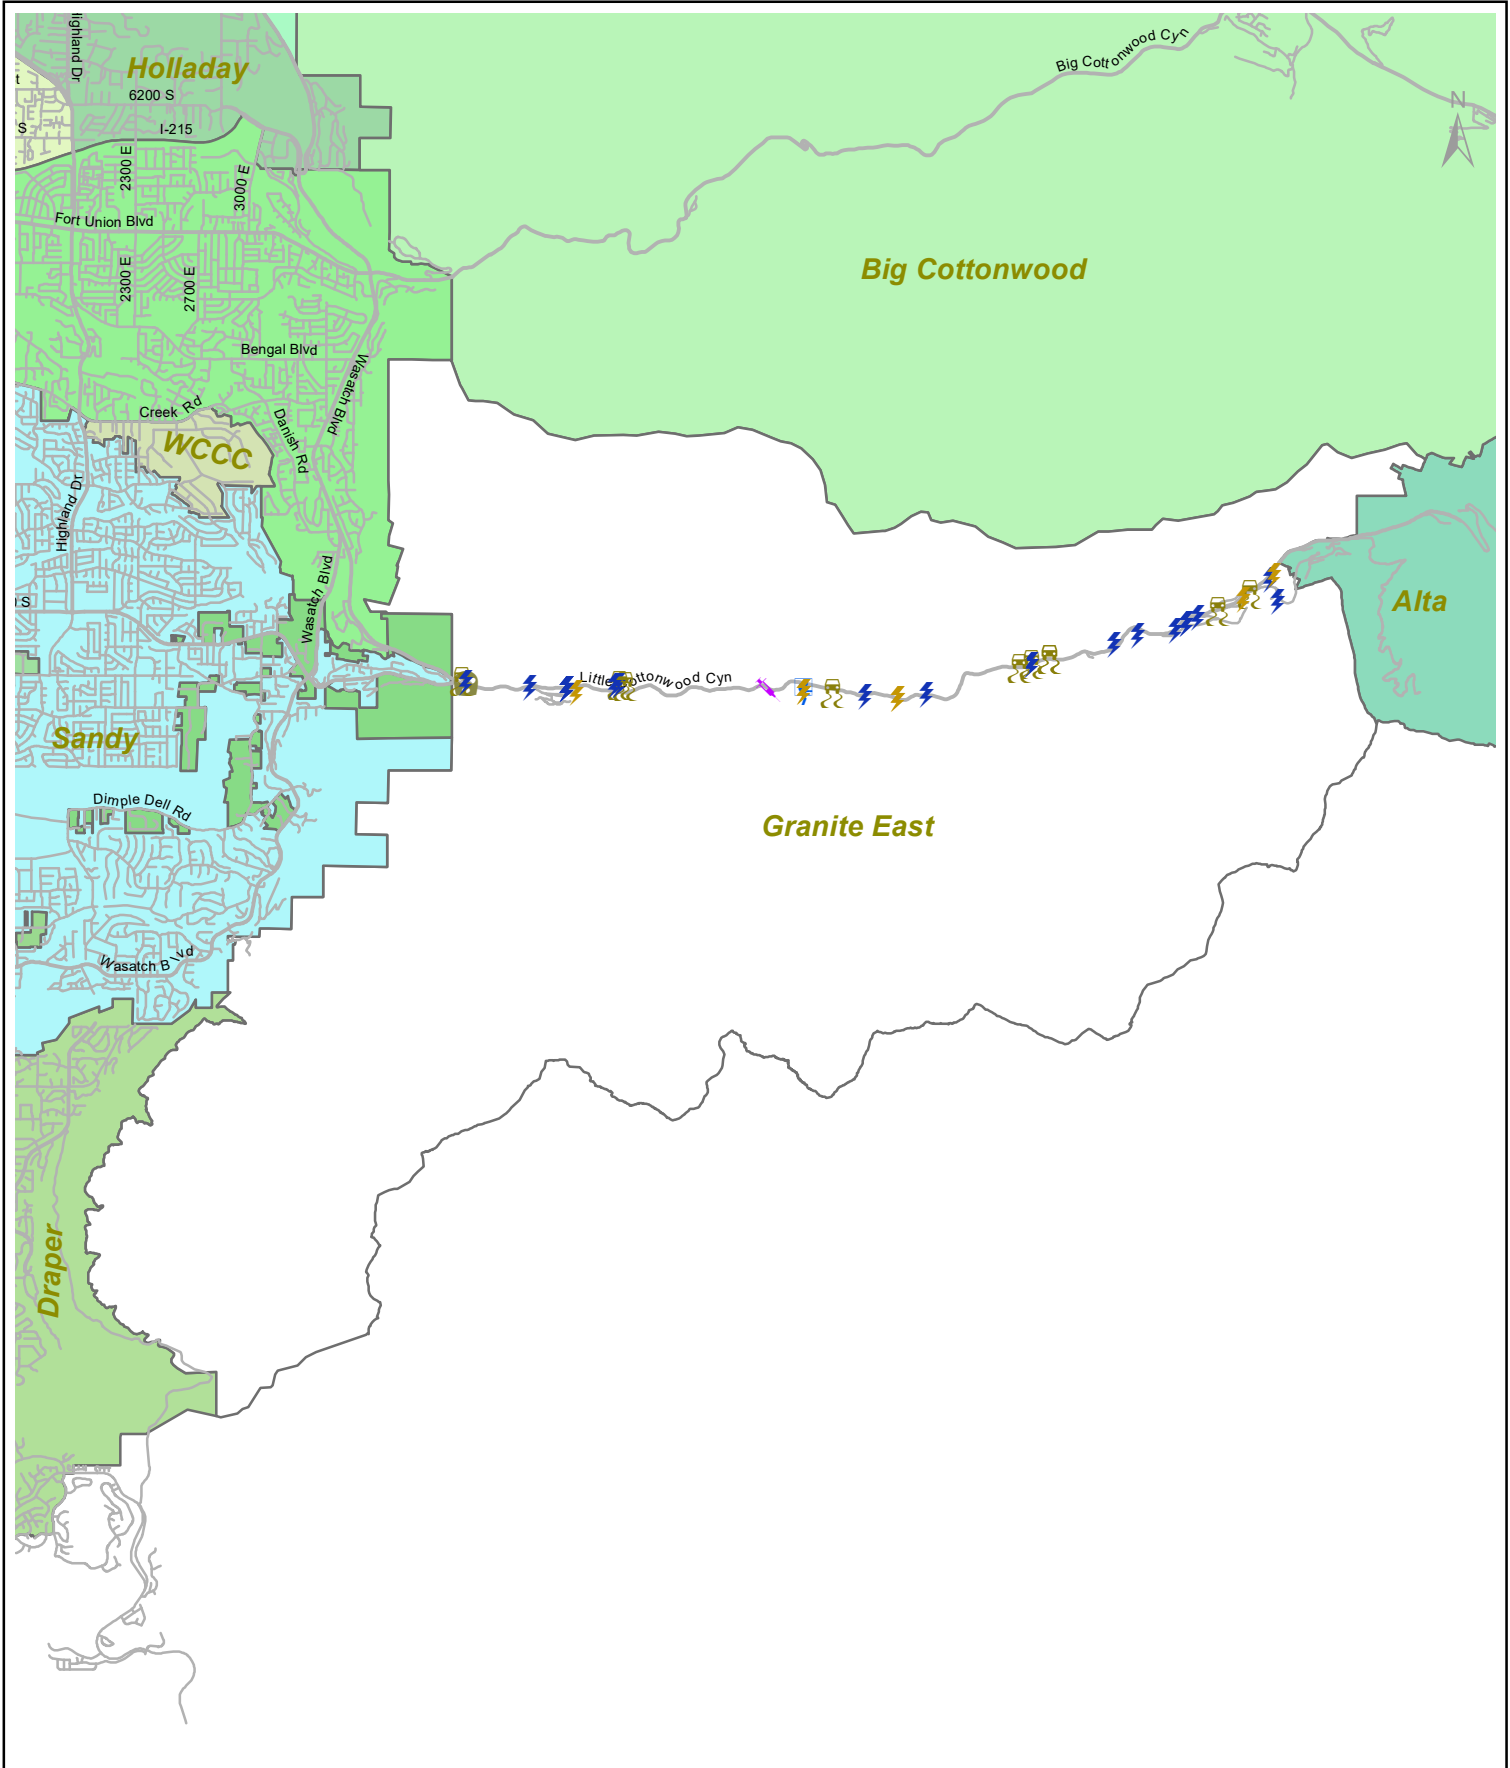 Highland Dr
Holladay
t
6200 S
S
I-215
2300 E
3000 E
Big Cottonwood Cyn
N
Fort Union Blvd
2300 E
2700 E
Big Cottonwood
Bengal Blvd
Wasatch Blvd
Creek Rd
Danish Rd
WCCC
Highland Dr
Wasatch Blvd
S
Alta
Little Cottonwood Cyn
Sandy
Dimple Dell Rd
Granite East
Wasatch Blvd
Draper